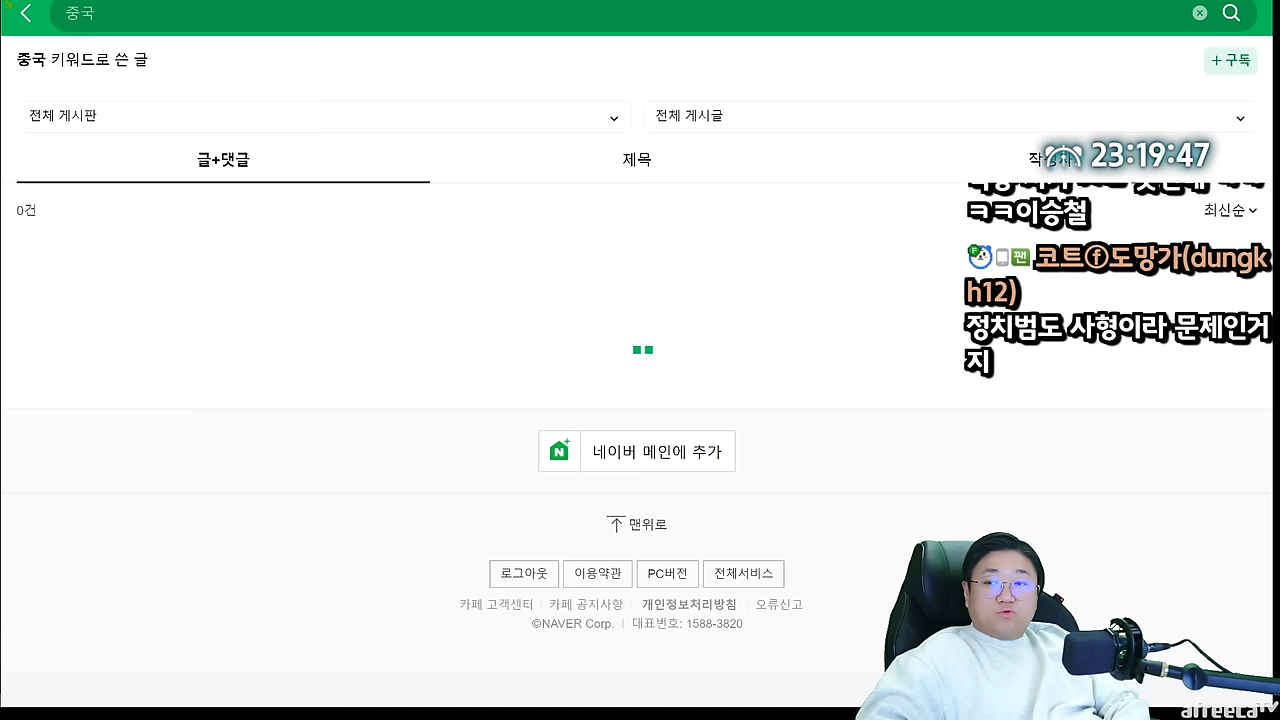 중국
중국 키워드로 쓴 글
+ 구독
전체 게시판
전체 게시글
글+댓글
제목
23:19:47
0건
최신순
ㅋㅋ이승철
팬 코트ⓕ도망가(dungk
h12)
정치범도 사형이라 문제인거
지
네이버 메인에 추가
맨위로
로그아웃 이용약관 PC버전 전체서비스
카페 고객센터 카페 공지사항 개인정보처리방침 오류신고
©NAVER Corp. 대표번호: 1588-3820
afreecaTV